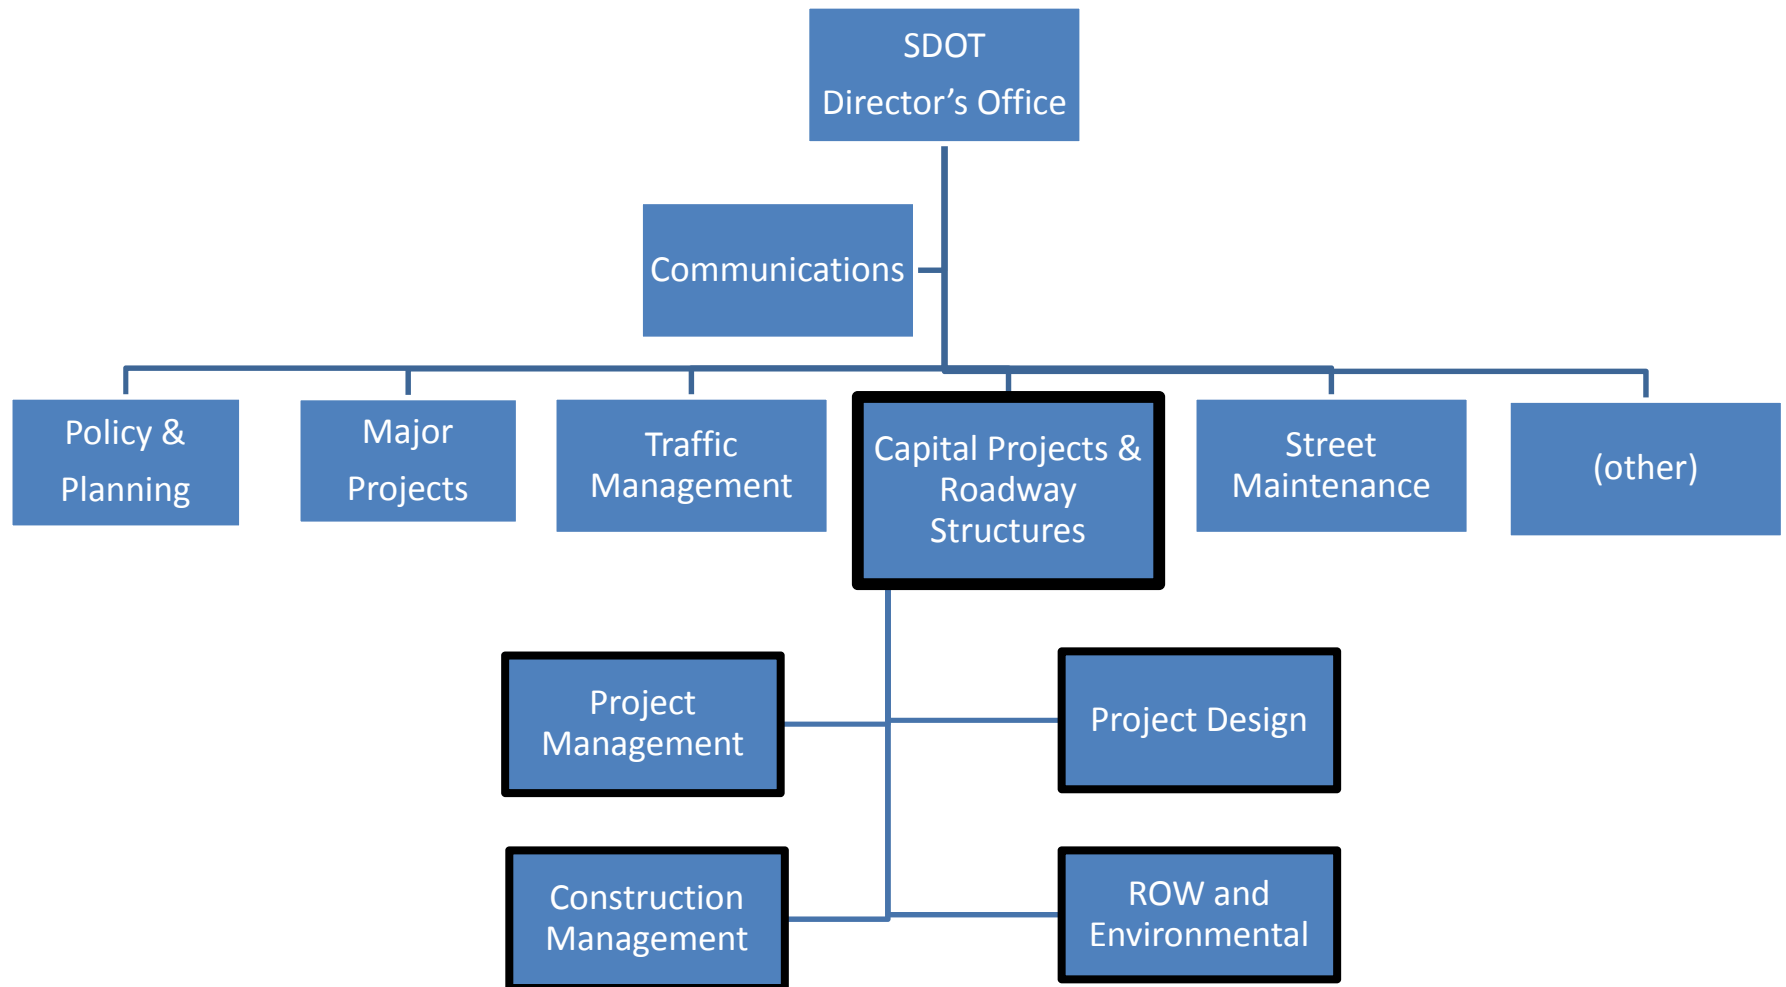 SDOT
Director’s Office
Communications
Policy &
Planning
Major
Projects
Traffic
Management
Capital Projects &
Roadway
Structures
Street
Maintenance
(other)
Project
Management
Project Design
Construction
Management
ROW and
Environmental